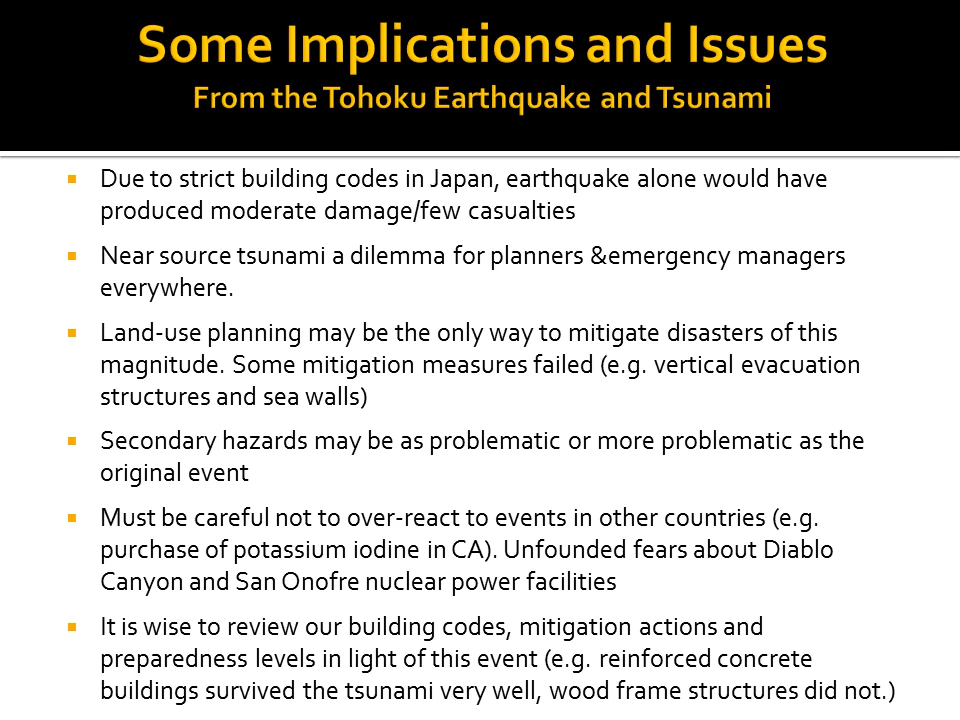 Some Implications and Issues
From the Tohoku Earthquake and Tsunami
Due to strict building codes in Japan, earthquake alone would have
produced moderate damage/few casualties
Near source tsunami a dilemma for planners &emergency managers
everywhere.
Land-use planning may be the only way to mitigate disasters of this
magnitude. Some mitigation measures failed (e.g. vertical evacuation
structures and sea walls)
Secondary hazards may be as problematic or more problematic as the
original event
Must be careful not to over-react to events in other countries (e.g.
purchase of potassium iodine in CA). Unfounded fears about Diablo
Canyon and San Onofre nuclear power facilities
It is wise to review our building codes, mitigation actions and
preparedness levels in light of this event (e.g. reinforced concrete
buildings survived the tsunami very well, wood frame structures did not.)